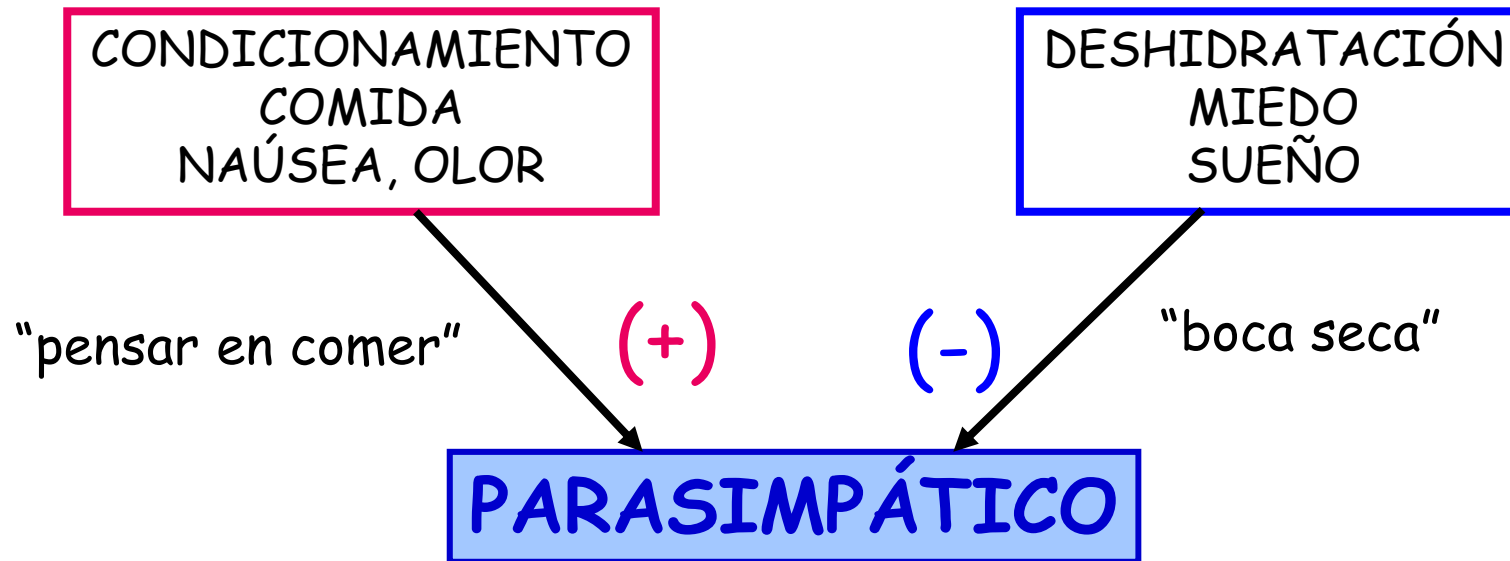 CONDICIONAMIENTO
COMIDA
NAÚSEA, OLOR
DESHIDRATACIÓN
MIEDO
SUEÑO
"pensar en comer"
(+)
(-)
"boca seca"
PARASIMPÁTICO